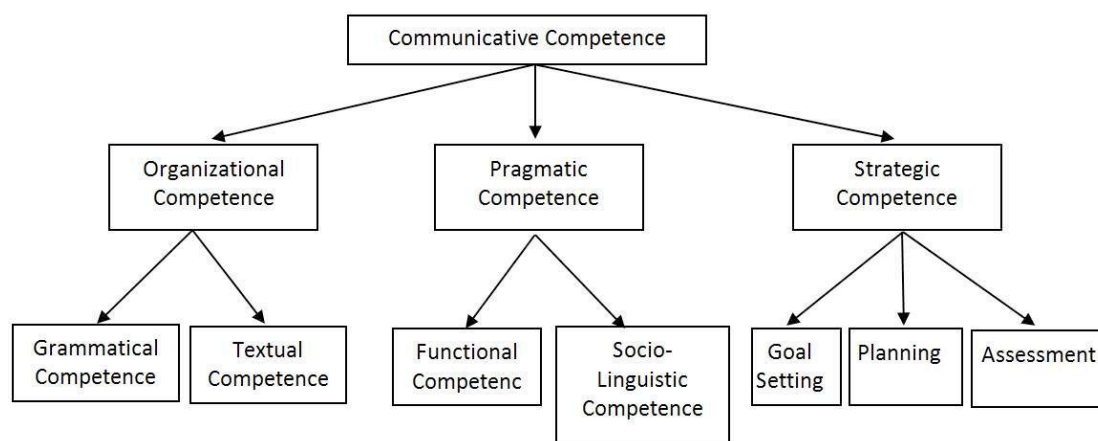 Communicative Competence
Organizational
Competence
Pragmatic
Competence
Strategic
Competence
Grammatical
Competence
Textual
Competence
Functional
Competenc
Socio-
Linguistic
Competence
Goal
Setting
Planning
Assessment